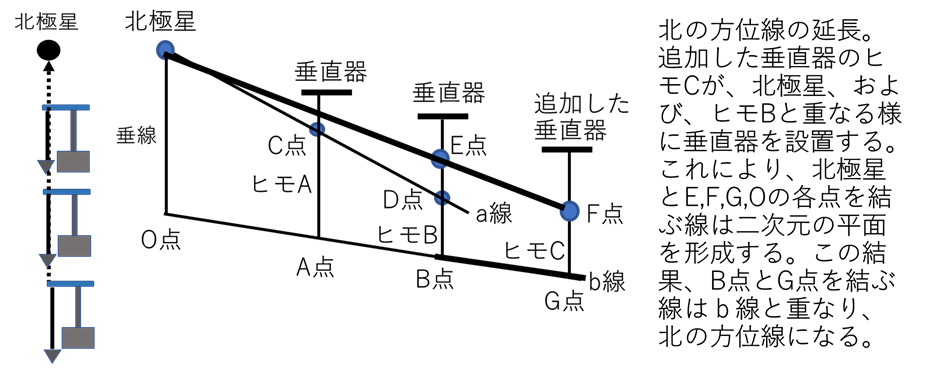 北極星
北極星
垂直器
垂直器
追加した
垂直器
垂線
C点
E点
ヒモA
D点
a線
F点
ヒモB
ヒモC
O点
A点
B点
G点
b線
北の方位線の延長。
追加した垂直器のヒ
モCが、北極星、およ
び、ヒモBと重なる様
に垂直器を設置する。
これにより、北極星
とE,F,G,Oの各点を結
ぶ線は二次元の平面
を形成する。この結
果、B点とG点を結ぶ
線はｂ線と重なり、
北の方位線になる。